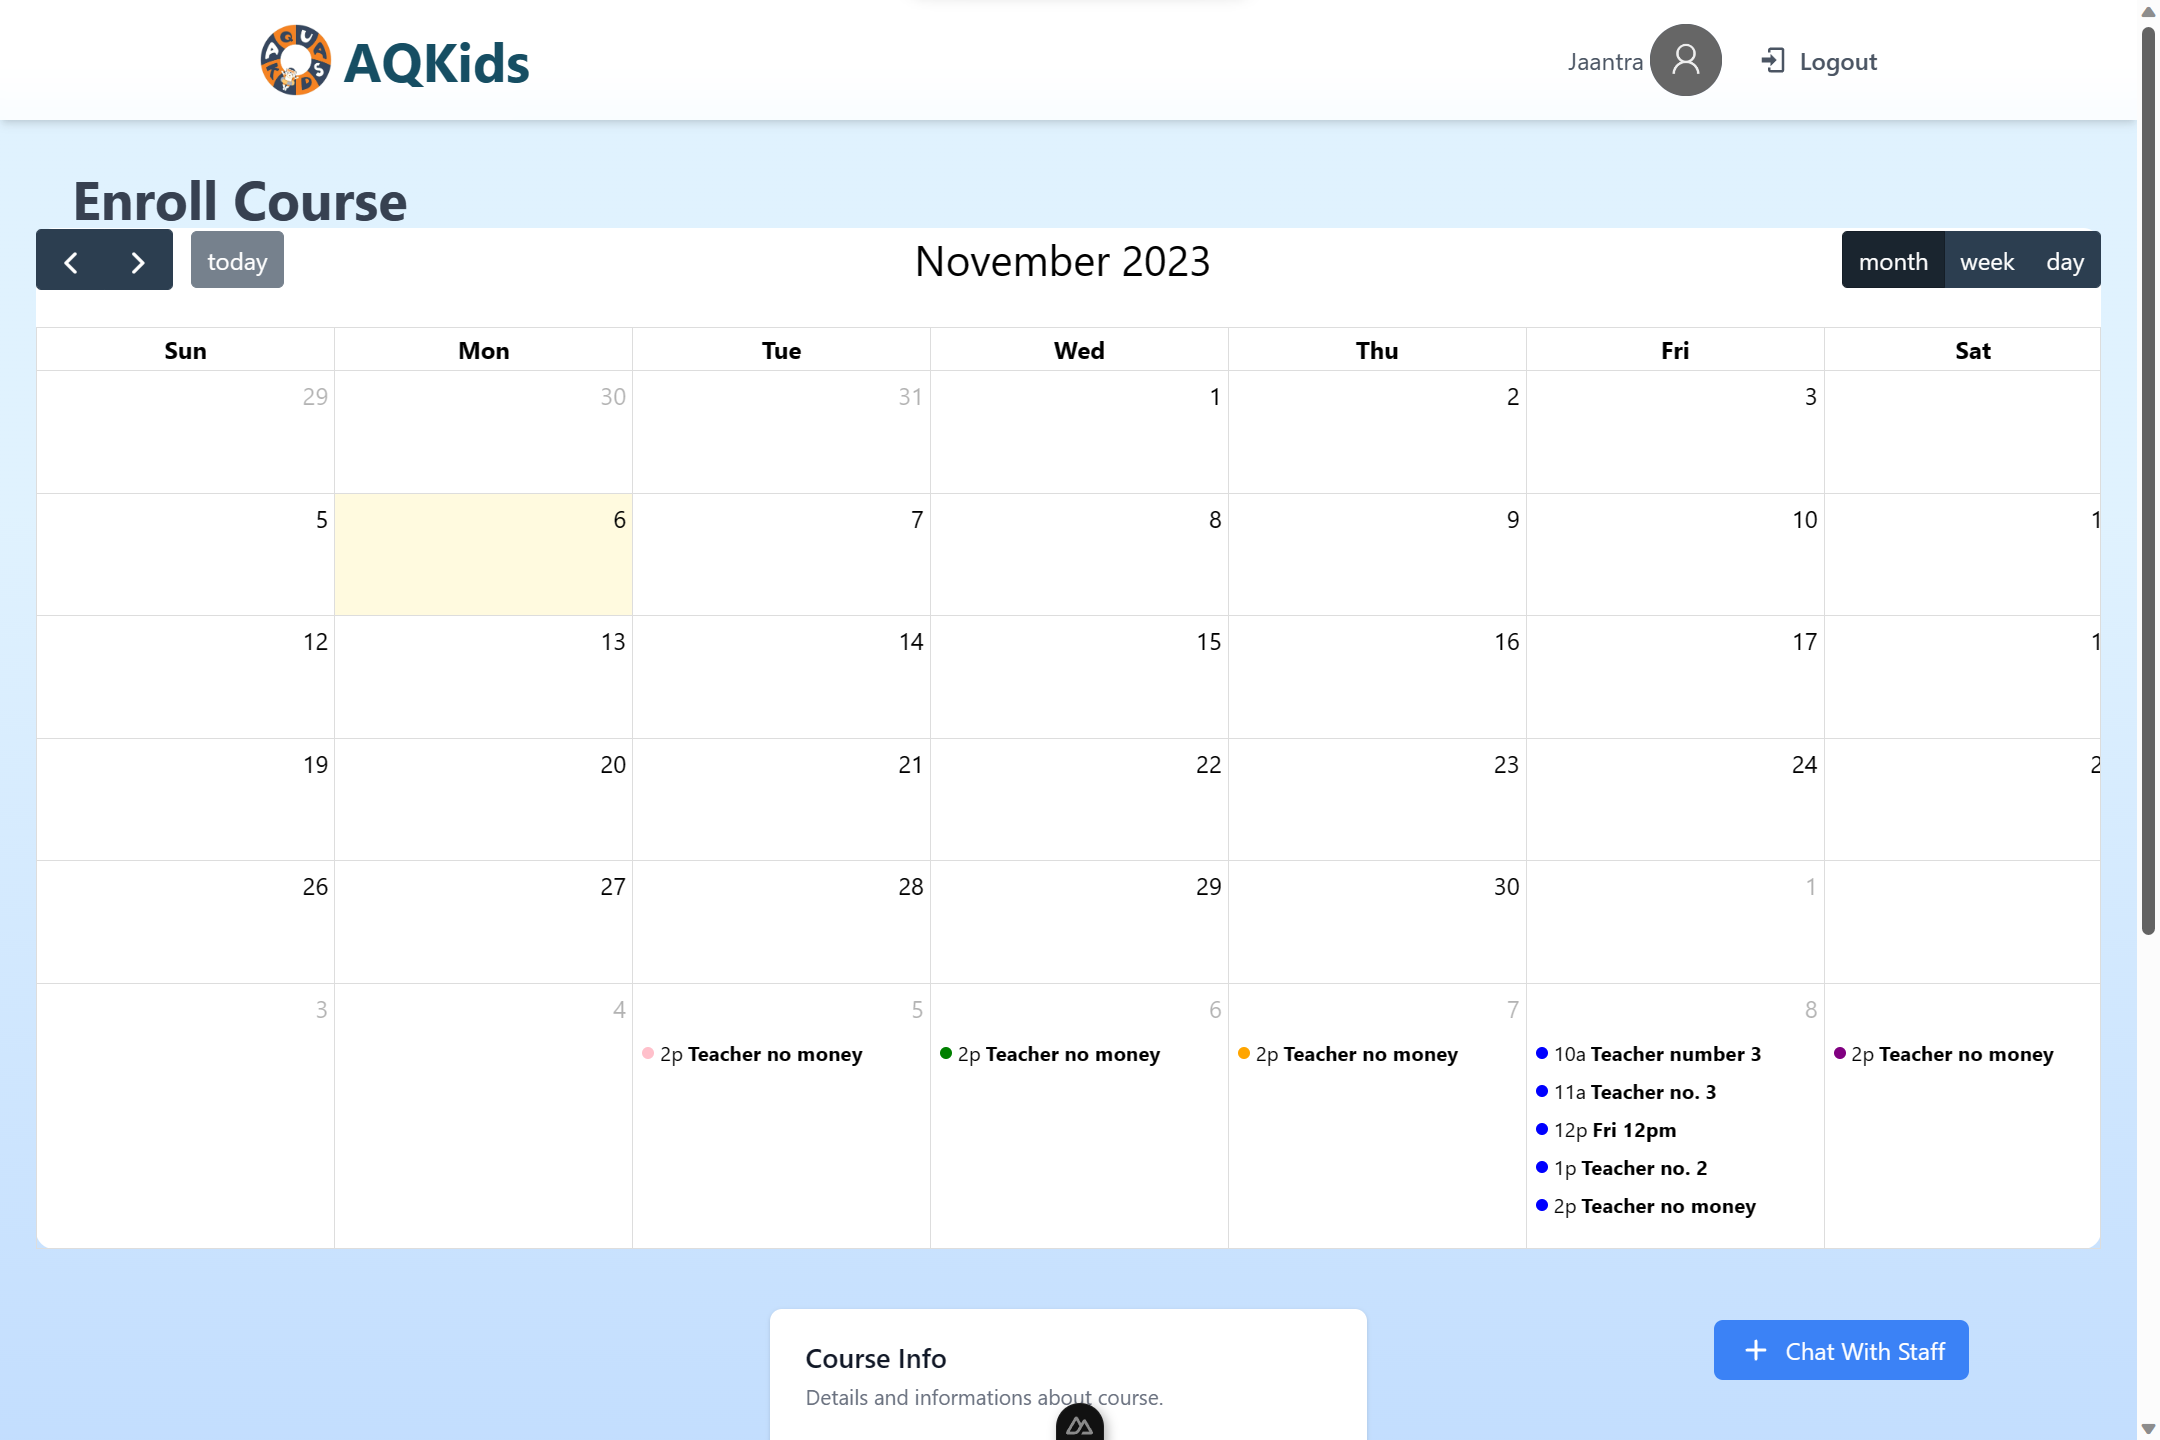 AQUA KIDS
AQKids
Jaantra
Logout
Enroll Course
today
November 2023
month week day
Sun Mon Tue Wed Thu Fri Sat
29 30 31 1 2 3
5 6 7 8 9 10 1
12 13 14 15 16 17 1
19 20 21 22 23 24 2
26 27 28 29 30 1
3 4 5 6 7 8
2p Teacher no money
2p Teacher no money
2p Teacher no money
10a Teacher number 3
11a Teacher no. 3
12p Fri 12pm
1p Teacher no. 2
2p Teacher no money
2p Teacher no money
Course Info
Details and informations about course.
Chat With Staff